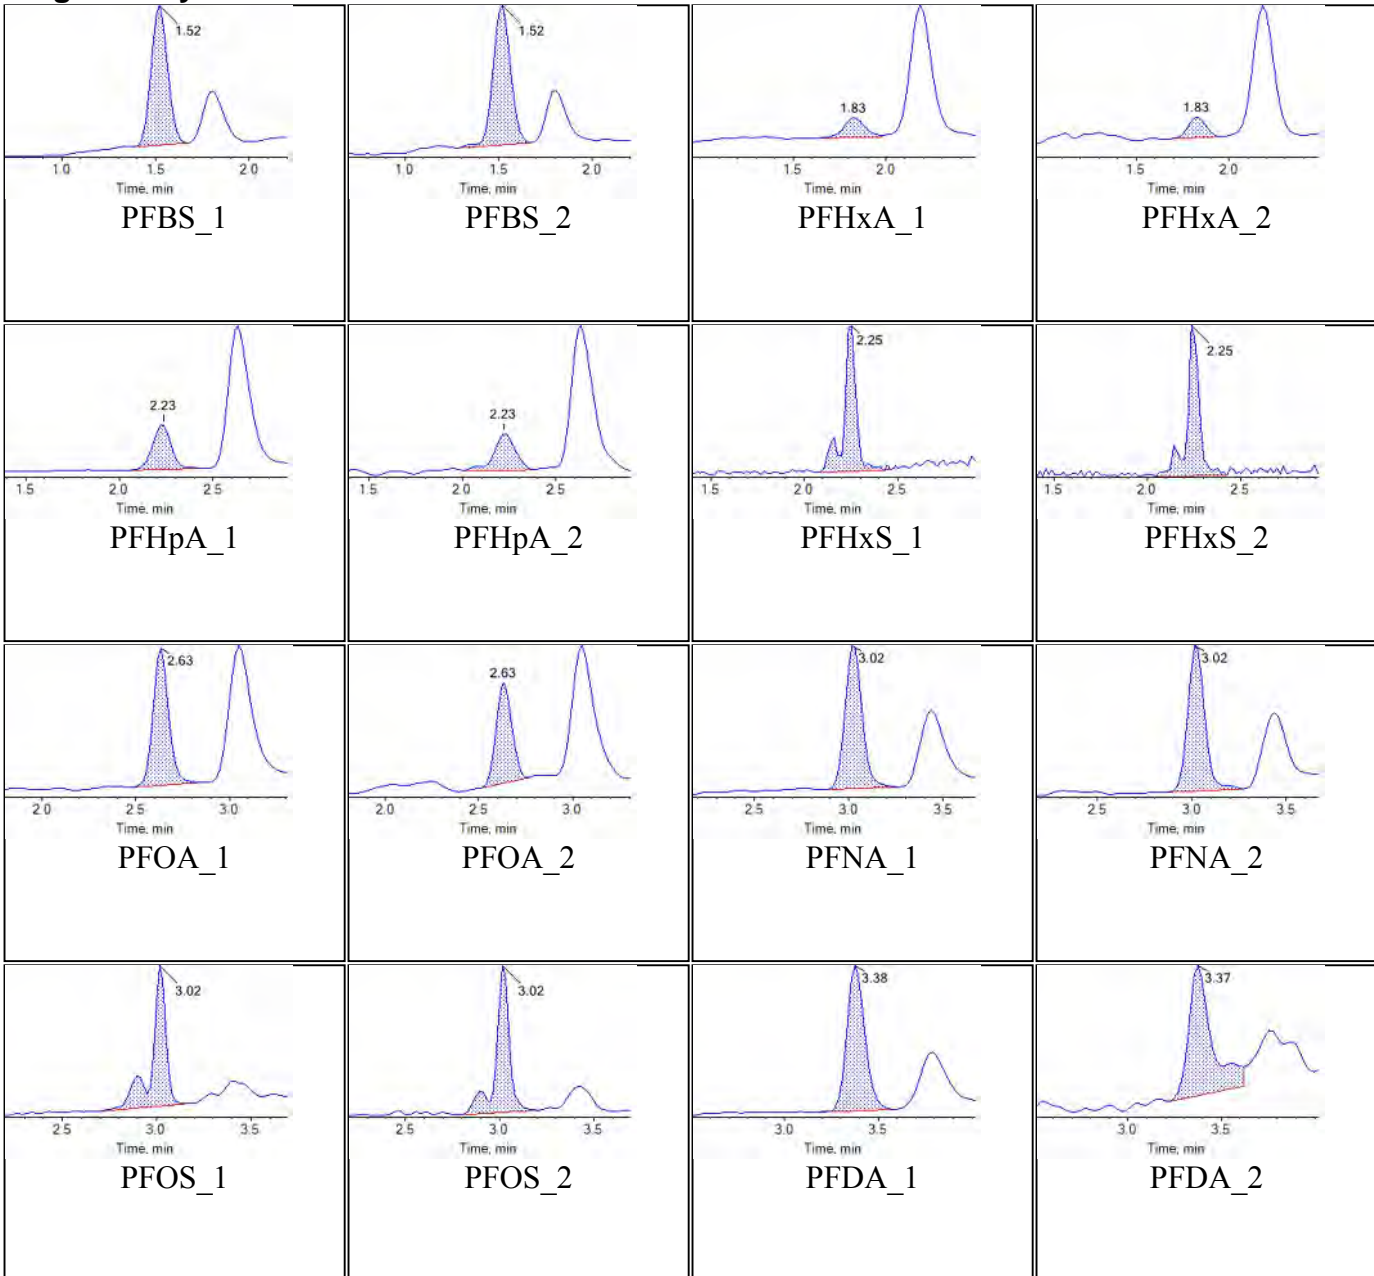 1.52
1.0 1.5 2.0
Time, min
PFBS_1
1.52
1.0 1.5 2.0
Time, min
PFBS_2
1.83
1.5 2.0
Time, min
PFHxA_1
1.83
1.5 2.0
Time, min
PFHxA_2
2.23
1.5 2.0 2.5
Time, min
PFHpA_1
2.23
1.5 2.0 2.5
Time, min
PFHpA_2
2.25
1.5 2.0 2.5
Time, min
PFHxS_1
2.25
1.5 2.0 2.5
Time, min
PFHxS_2
2.63
2.0 2.5 3.0
Time, min
PFOA_1
2.63
2.0 2.5 3.0
Time, min
PFOA_2
3.02
2.5 3.0 3.5
Time, min
PFNA_1
3.02
2.5 3.0 3.5
Time, min
PFNA_2
3.02
2.5 3.0 3.5
Time, min
PFOS_1
3.02
2.5 3.0 3.5
Time, min
PFOS_2
3.38
3.0 3.5
Time, min
PFDA_1
3.37
3.0 3.5
Time, min
PFDA_2